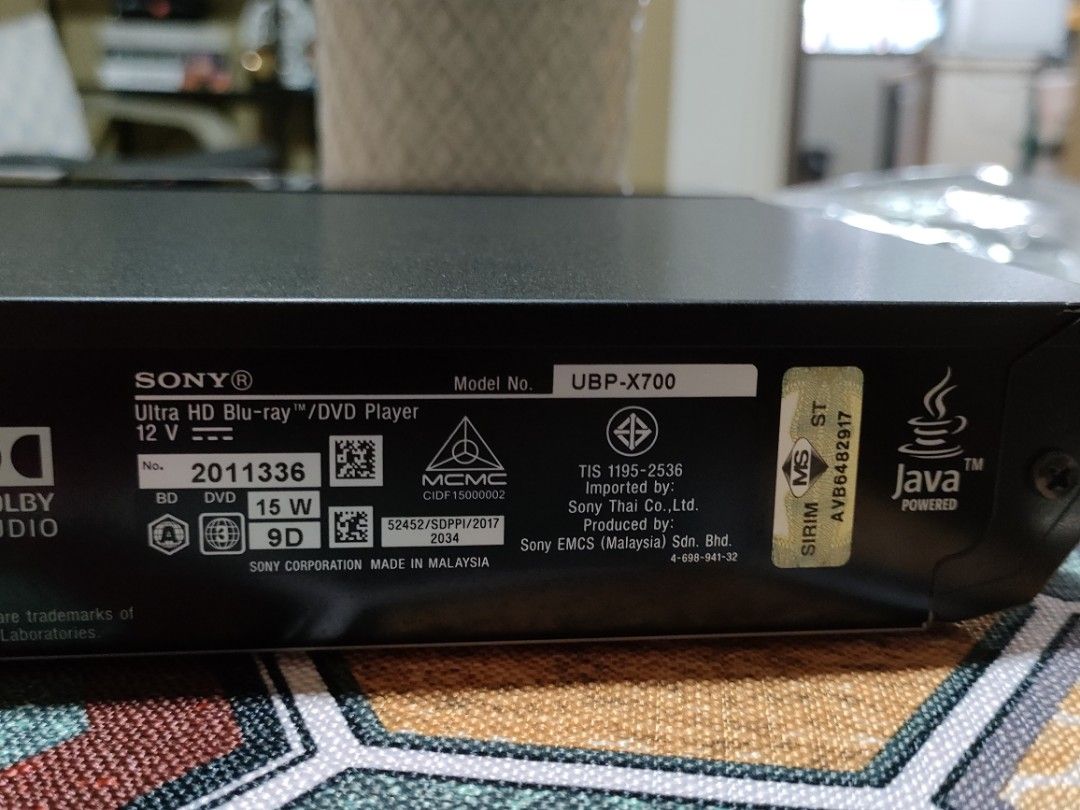 SONY®
Model No. UBP-X700
Ultra HD Blu-ray™/DVD Player
12 V
No. 2011336
BD DVD
15 W
A 3
9D
MCMC
CIDF15000002
52452/SDPPI/2017
2034
SONY CORPORATION MADE IN MALAYSIA
TIS 1195-2536
Imported by:
Sony Thai Co.,Ltd.
Produced by:
Sony EMCS (Malaysia) Sdn. Bhd.
4-698-941-32
SIRIM MS ST
AVB6482917
Java™
POWERED
DOLBY
AUDIO
are trademarks of
Laboratories.